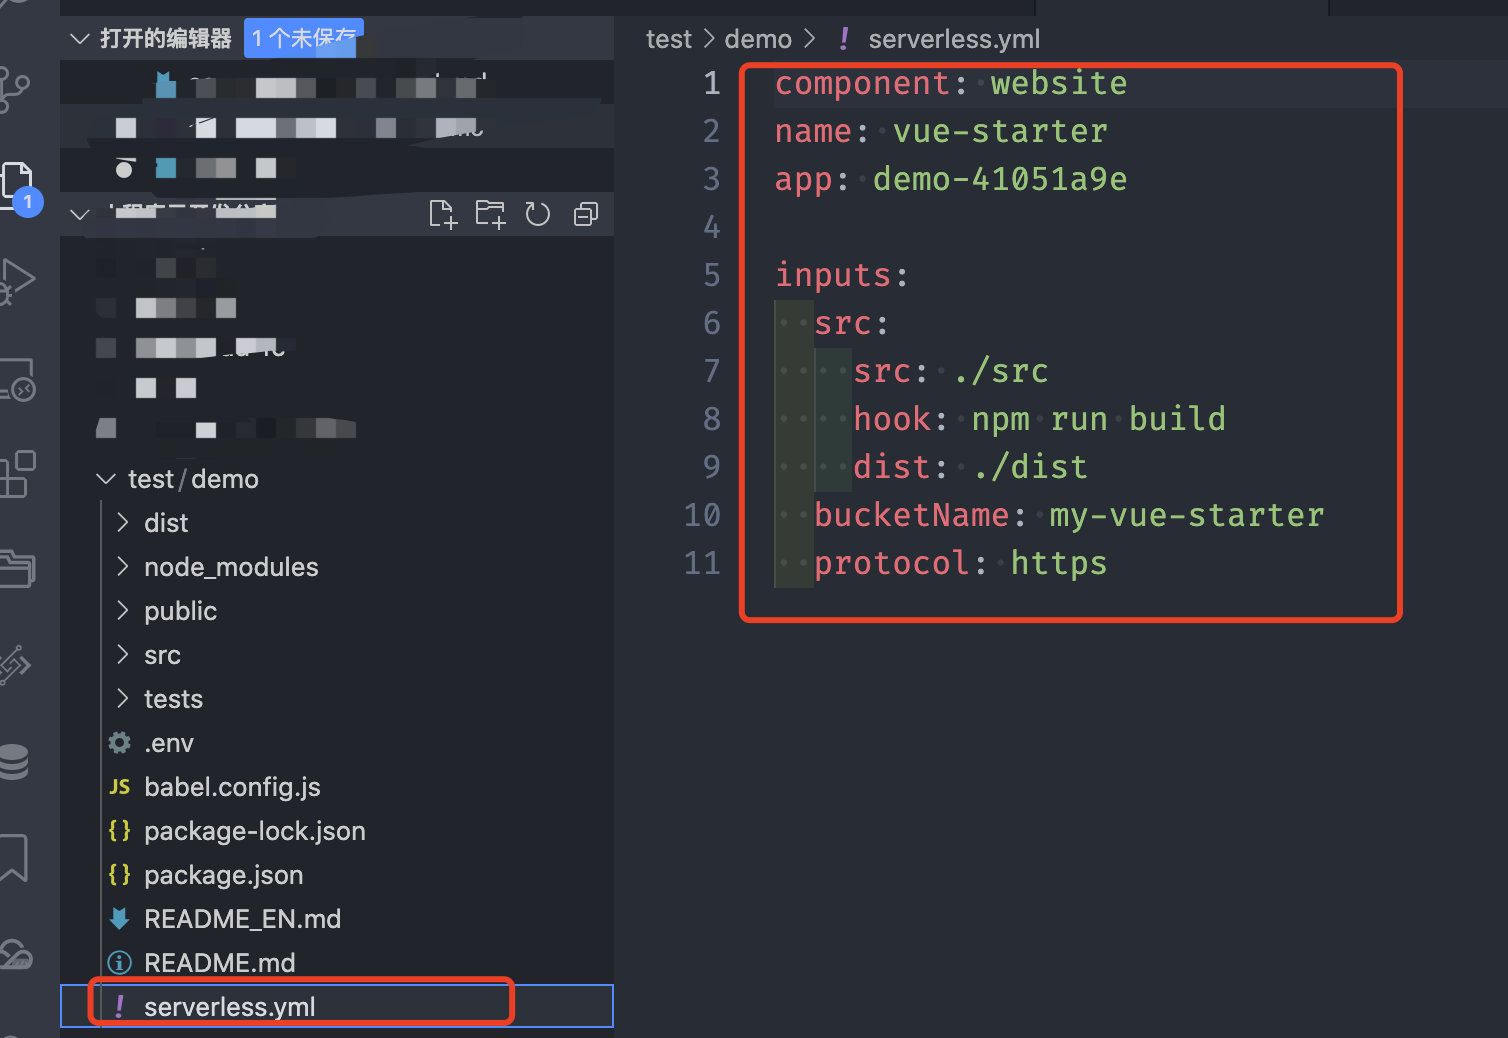 打开的编辑器
1 个未保存
test
demo
dist
node_modules
public
src
tests
.env
JS babel.config.js
{} package-lock.json
{} package.json
README_EN.md
README.md
! serverless.yml
1
test > demo > ! serverless.yml
1 component: website
2 name: vue-starter
3 app: demo-41051a9e
4
5 inputs:
6 src:
7 src: ./src
8 hook: npm run build
9 dist: ./dist
10 bucketName: my-vue-starter
11 protocol: https